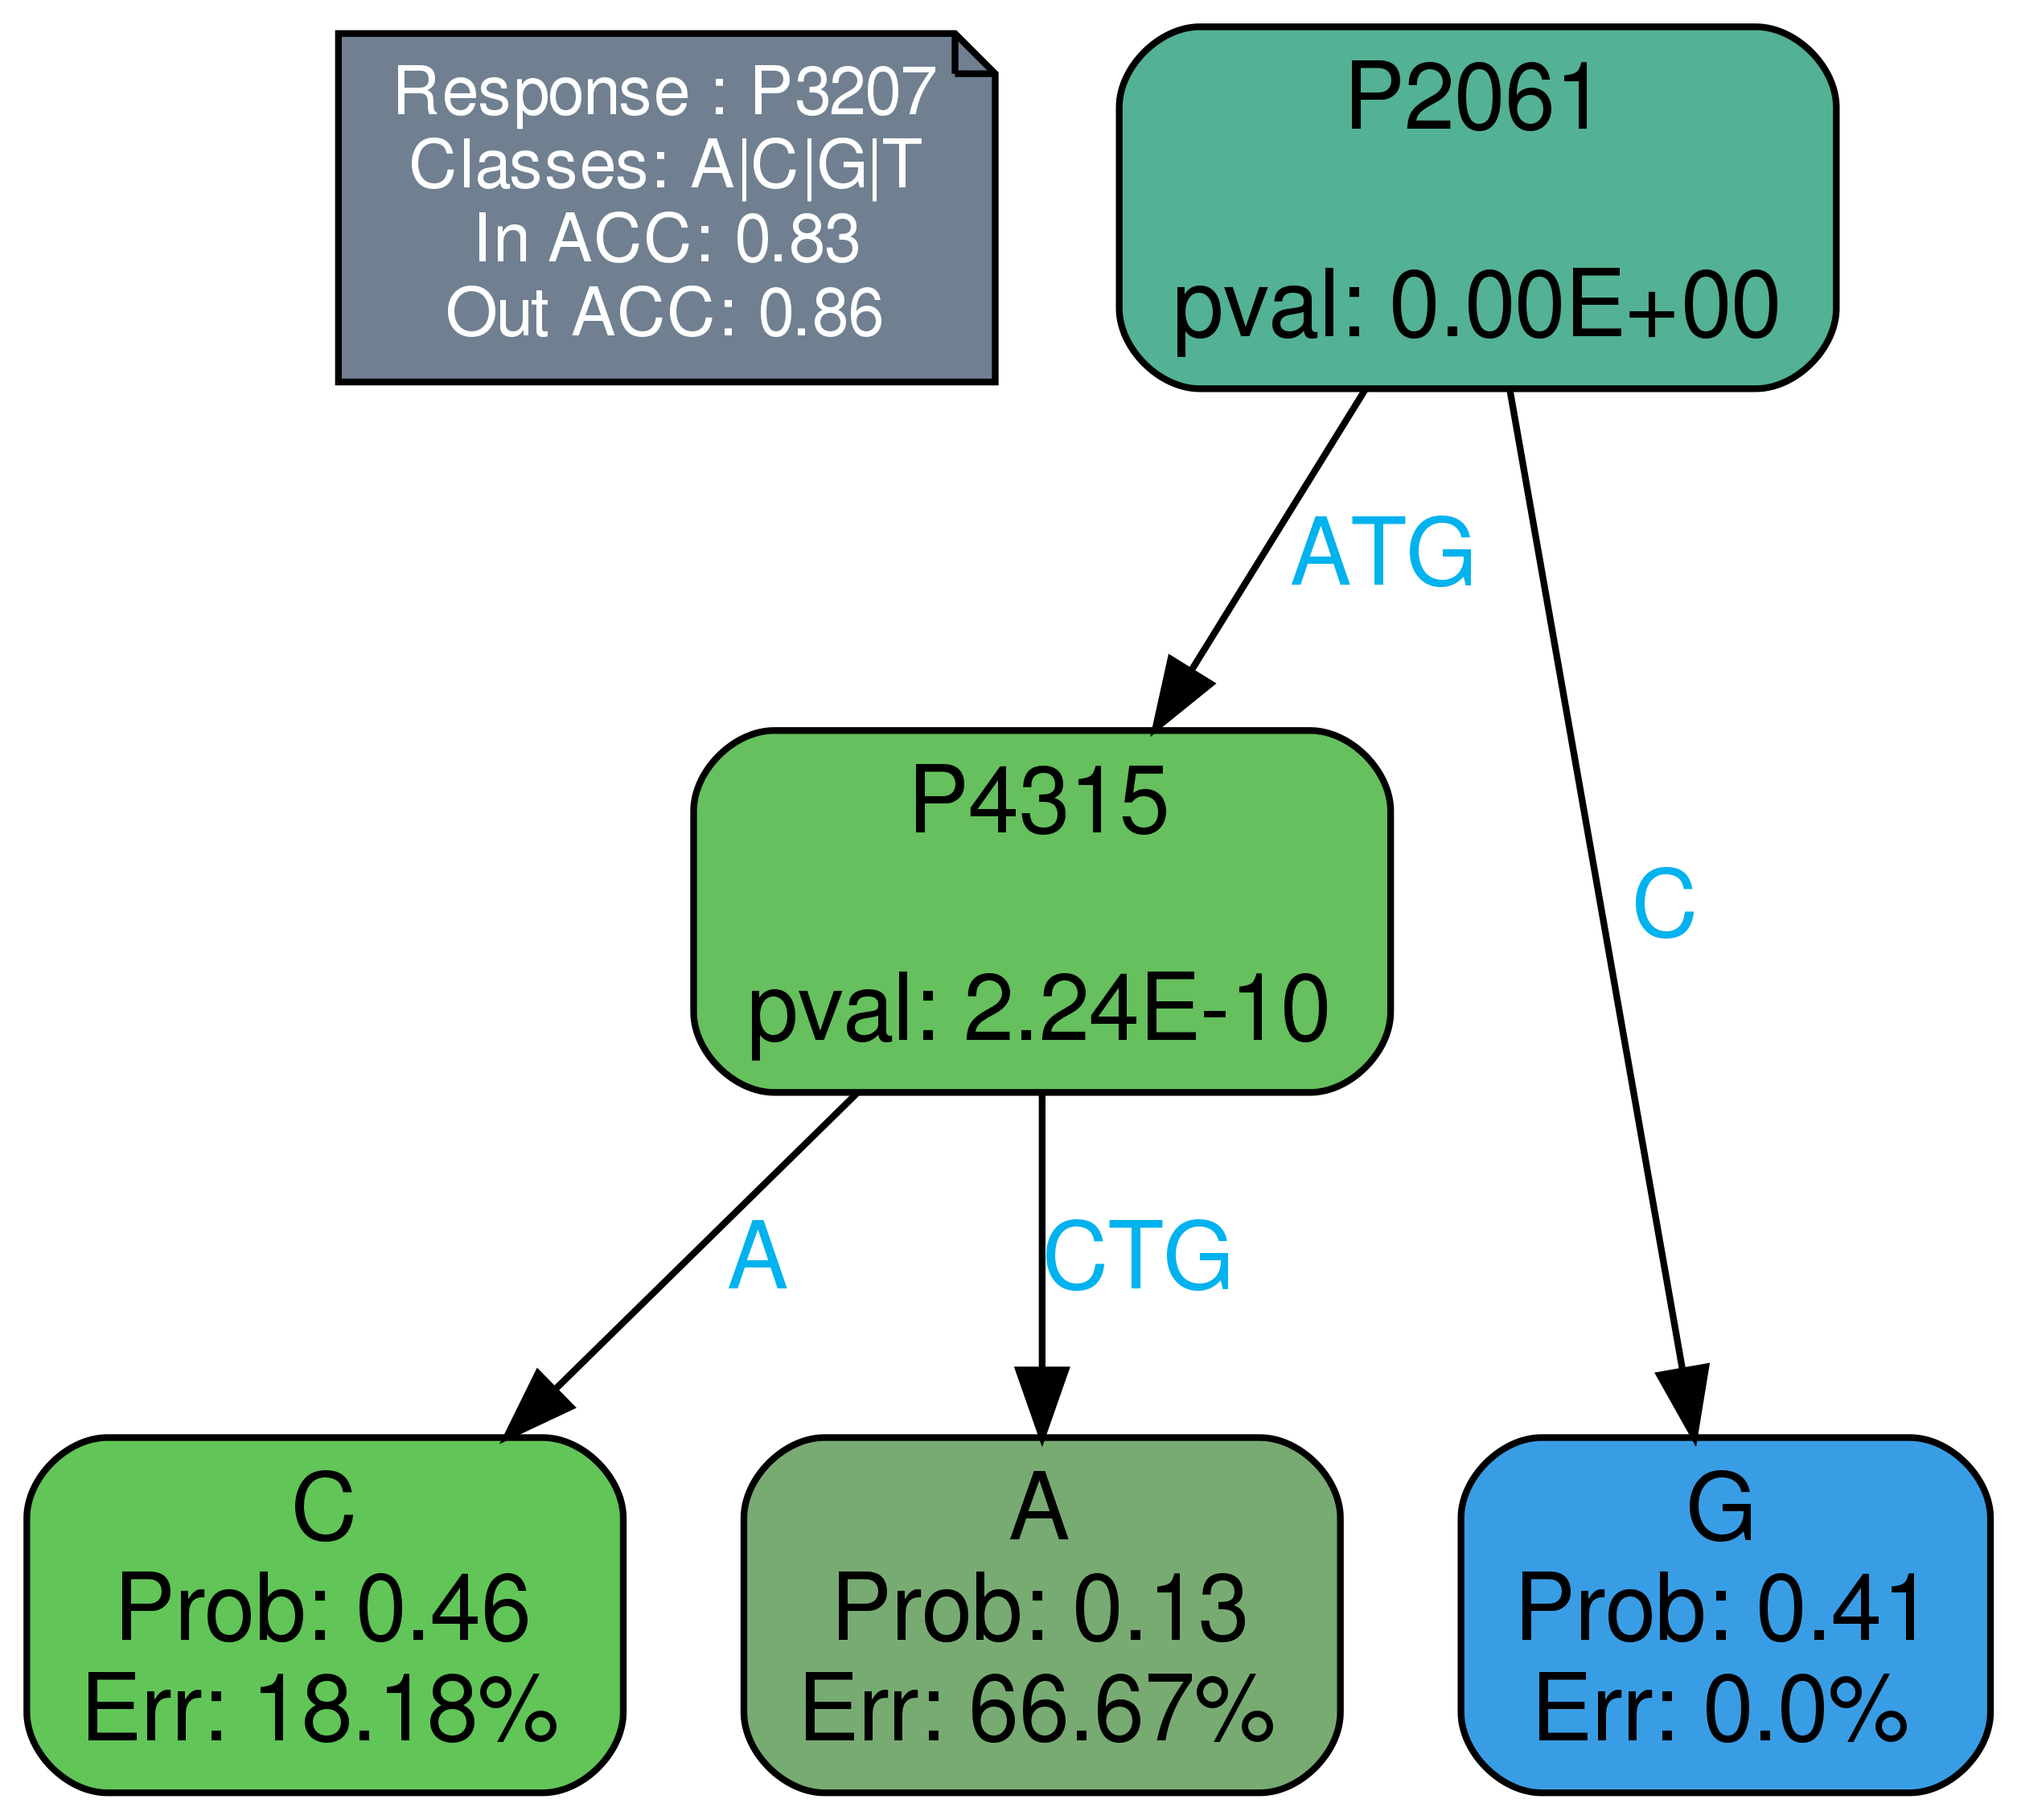 Response : P3207
Classes: A|C|G|T
In ACC: 0.83
Out ACC: 0.86
P2061
pval: 0.00E+00
ATG
C
P4315
pval: 2.24E-10
A
CTG
C
Prob: 0.46
Err: 18.18%
A
Prob: 0.13
Err: 66.67%
G
Prob: 0.41
Err: 0.0%